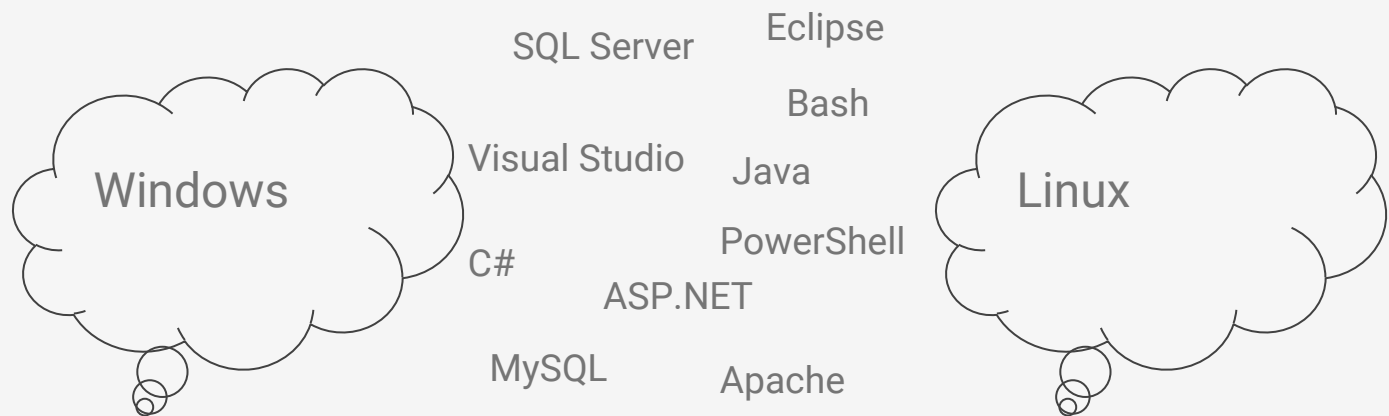 SQL Server
Eclipse
Bash
Visual Studio
Java
Windows
Linux
PowerShell
C#
ASP.NET
MySQL
Apache